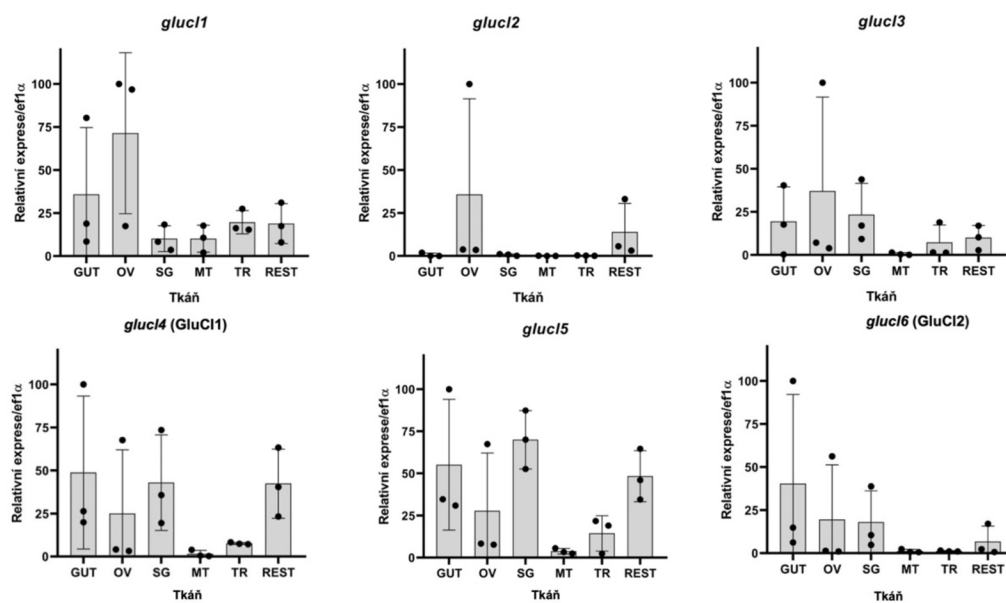 glucl1
Relativní exprese/ef1α
100
75
50
25
0
GUT OV SG MT TR REST
Tkáň
glucl2
Relativní exprese/ef1α
100
75
50
25
0
GUT OV SG MT TR REST
Tkáň
glucl3
Relativní exprese/ef1α
100
75
50
25
0
GUT OV SG MT TR REST
Tkáň
glucl4 (GluCl1)
Relativní exprese/ef1α
100
75
50
25
0
GUT OV SG MT TR REST
Tkáň
glucl5
Relativní exprese/ef1α
100
75
50
25
0
GUT OV SG MT TR REST
Tkáň
glucl6 (GluCl2)
Relativní exprese/ef1α
100
75
50
25
0
GUT OV SG MT TR REST
Tkáň